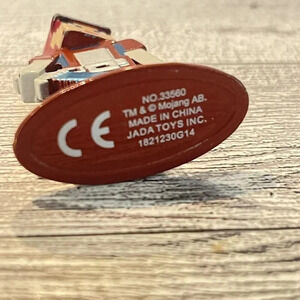 CE
NO.33560
TM & © Mojang AB.
MADE IN CHINA
JADA TOYS INC.
1821230G14